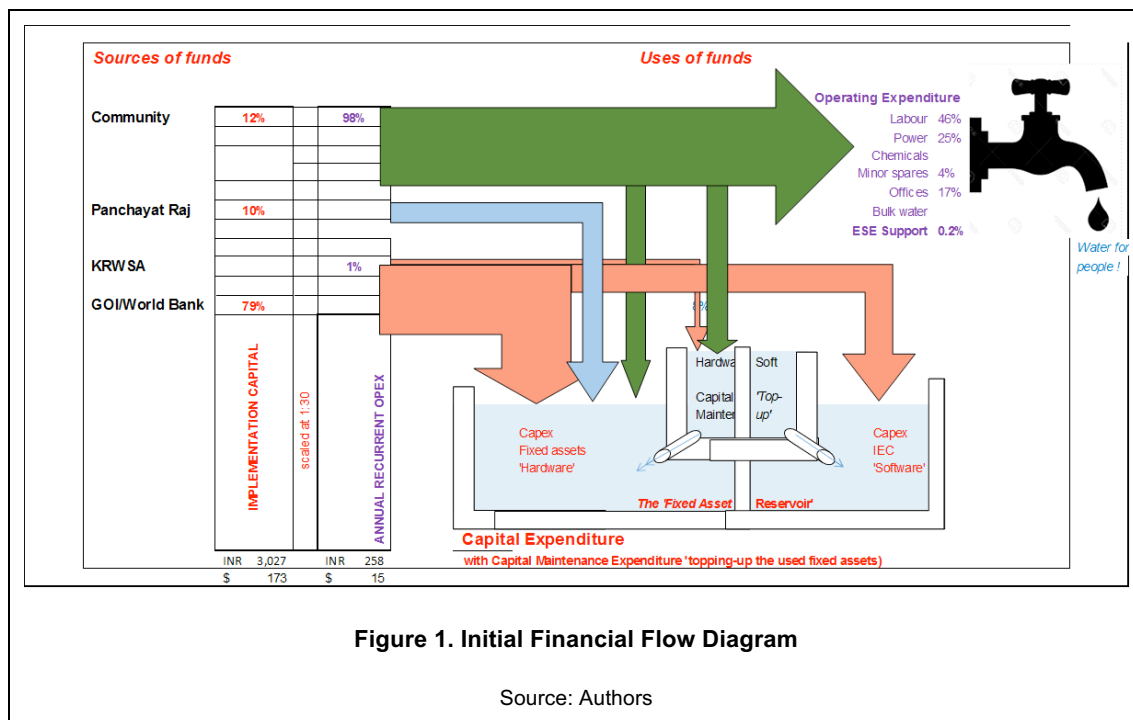 Sources of funds
Uses of funds
Community 12% 98%
Panchayat Raj 10%
KRWSA 1%
GOI/World Bank 79%
IMPLEMENTATION CAPITAL
scaled at 1:30
ANNUAL RECURRENT OPEX
INR 3,027 INR 258
$ 173 $ 15
Operating Expenditure
Labour 46%
Power 25%
Chemicals
Minor spares 4%
Offices 17%
Bulk water
ESE Support 0.2%
Water for
people !
Soft
Capital 'Top-
up'
Capex
Fixed assets
'Hardware'
Capex
IEC
'Software'
The 'Fixed Asset Reservoir'
Capital Expenditure
with Capital Maintenance Expenditure 'topping-up the used fixed assets)
Figure 1. Initial Financial Flow Diagram
Source: Authors